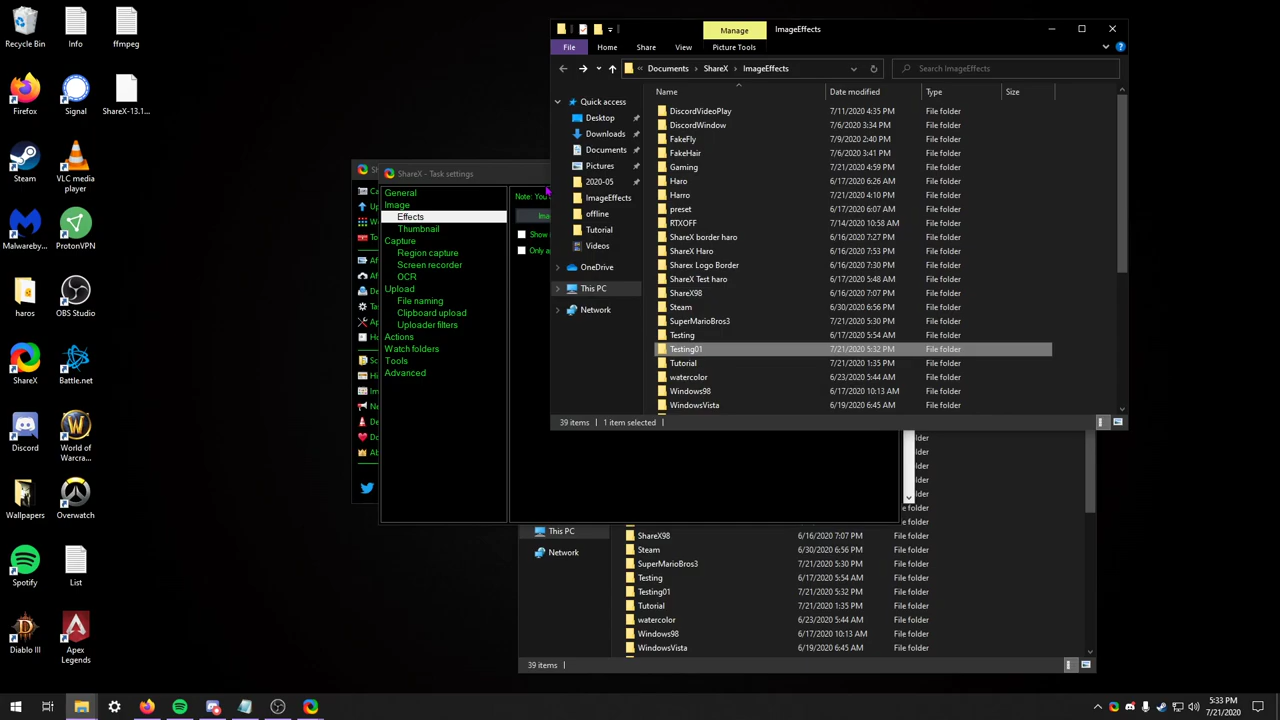 Recycle Bin
Info
ffmpeg
Firefox
Signal
ShareX-13.1...
Steam
VLC media
player
Malwareby...
ProtonVPN
haros
OBS Studio
ShareX
Battle.net
Discord
World of
Warcra...
Wallpapers
Overwatch
Spotify
List
Diablo III
Apex
Legends
ShareX - Task settings
General
Image
Effects
Thumbnail
Capture
Region capture
Screen recorder
OCR
Upload
File naming
Clipboard upload
Uploader filters
Actions
Watch folders
Tools
Advanced
Note: You
Show
Only
Manage
ImageEffects
File
Home
Share
View
Picture Tools
« Documents > ShareX > ImageEffects
Search ImageEffects
Name
Date modified
Type
Size
Quick access
Desktop
Downloads
Documents
Pictures
2020-05
ImageEffects
offline
Tutorial
Videos
OneDrive
This PC
Network
DiscordVideoPlay 7/11/2020 4:35 PM File folder
DiscordWindow 7/6/2020 3:34 PM File folder
FakeFly 7/9/2020 2:40 PM File folder
FakeHair 7/6/2020 3:41 PM File folder
Gaming 7/21/2020 4:59 PM File folder
Haro 6/17/2020 6:26 AM File folder
Harro 7/21/2020 4:10 PM File folder
preset 6/17/2020 6:07 AM File folder
RTXOFF 7/14/2020 10:58 AM File folder
ShareX border haro 6/16/2020 7:27 PM File folder
ShareX Haro 6/16/2020 7:09 PM File folder
Sharex Logo Border 6/16/2020 7:30 PM File folder
ShareX Test haro 6/17/2020 5:48 AM File folder
ShareX98 6/16/2020 7:07 PM File folder
Steam 6/30/2020 6:56 PM File folder
SuperMarioBros3 7/21/2020 5:30 PM File folder
Testing 6/17/2020 5:54 AM File folder
Testing01 7/21/2020 5:32 PM File folder
Tutorial 7/21/2020 1:35 PM File folder
watercolor 6/23/2020 5:44 AM File folder
Windows98 6/17/2020 10:13 AM File folder
WindowsVista 6/19/2020 6:45 AM File folder
39 items
1 item selected
This PC
Network
ShareX98 6/16/2020 7:07 PM File folder
Steam 6/30/2020 6:56 PM File folder
SuperMarioBros3 7/21/2020 5:30 PM File folder
Testing 6/17/2020 5:54 AM File folder
Testing01 7/21/2020 5:32 PM File folder
Tutorial 7/21/2020 1:35 PM File folder
watercolor 6/23/2020 5:44 AM File folder
Windows98 6/17/2020 10:13 AM File folder
WindowsVista 6/19/2020 6:45 AM File folder
39 items
5:33 PM
7/21/2020